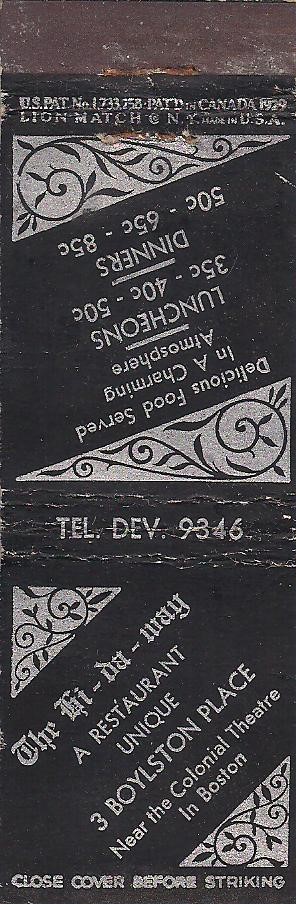 U.S. PAT. No. 1,733,758 · PAT'D IN CANADA 1929
LION MATCH © N.Y. MADE IN U.S.A.
Delicious Food Served
In A Charming
Atmosphere
LUNCHEONS
35c - 40c - 50c
DINNERS
50c - 65c - 85c
TEL. DEV. 9346
The Hi-da-way
A RESTAURANT
UNIQUE
3 BOYLSTON PLACE
Near the Colonial Theatre
In Boston
CLOSE COVER BEFORE STRIKING